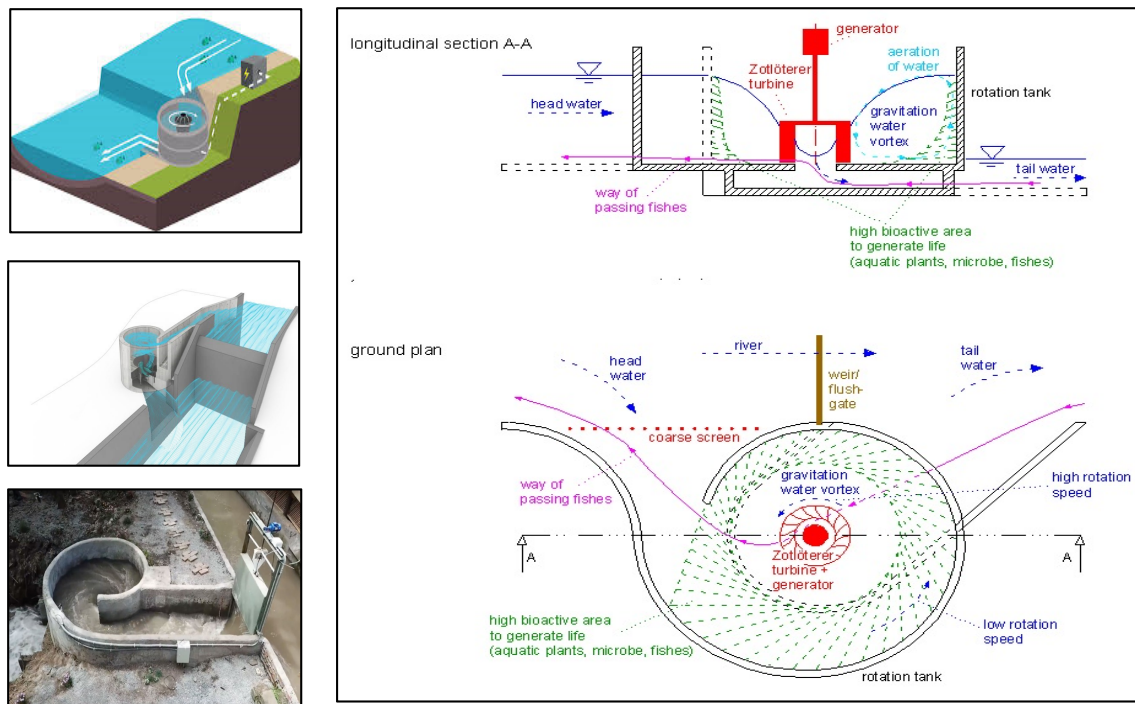 longitudinal section A-A
generator
Zotlöterer
turbine
aeration
of water
rotation tank
head water
gravitation
water
vortex
tail water
way of
passing fishes
high bioactive area
to generate life
(aquatic plants, microbe, fishes)
ground plan
river
head
water
tail
water
weir/
flush-
gate
coarse screen
way of
passing fishes
gravitation
water vortex
high rotation
speed
A
A
Zotlöterer-
turbine +
generator
high bioactive area
to generate life
(aquatic plants, microbe, fishes)
low rotation
speed
rotation tank